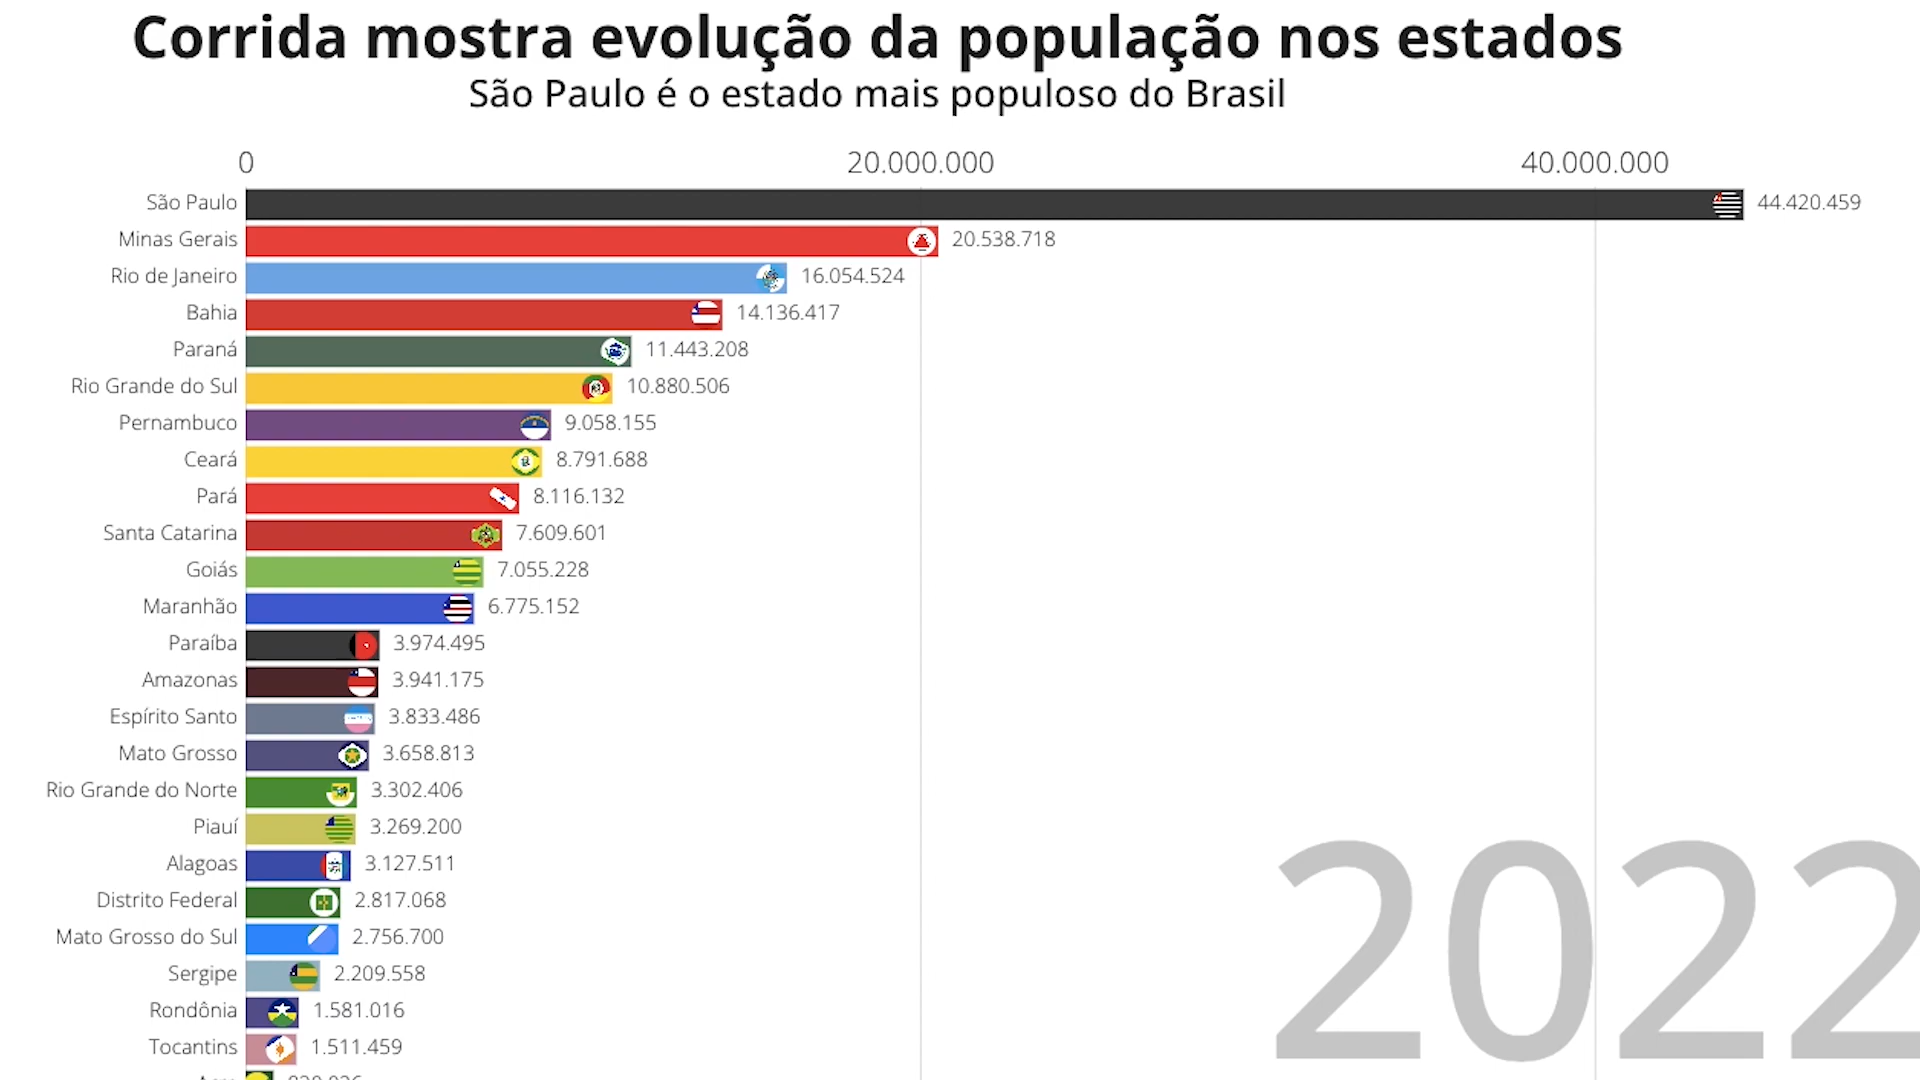 Corrida mostra evolução da população nos estados
São Paulo é o estado mais populoso do Brasil
0 20.000.000 40.000.000
São Paulo 44.420.459
Minas Gerais 20.538.718
Rio de Janeiro 16.054.524
Bahia 14.136.417
Paraná 11.443.208
Rio Grande do Sul 10.880.506
Pernambuco 9.058.155
Ceará 8.791.688
Pará 8.116.132
Santa Catarina 7.609.601
Goiás 7.055.228
Maranhão 6.775.152
Paraíba 3.974.495
Amazonas 3.941.175
Espírito Santo 3.833.486
Mato Grosso 3.658.813
Rio Grande do Norte 3.302.406
Piauí 3.269.200
Alagoas 3.127.511
Distrito Federal 2.817.068
Mato Grosso do Sul 2.756.700
Sergipe 2.209.558
Rondônia 1.581.016
Tocantins 1.511.459
2022